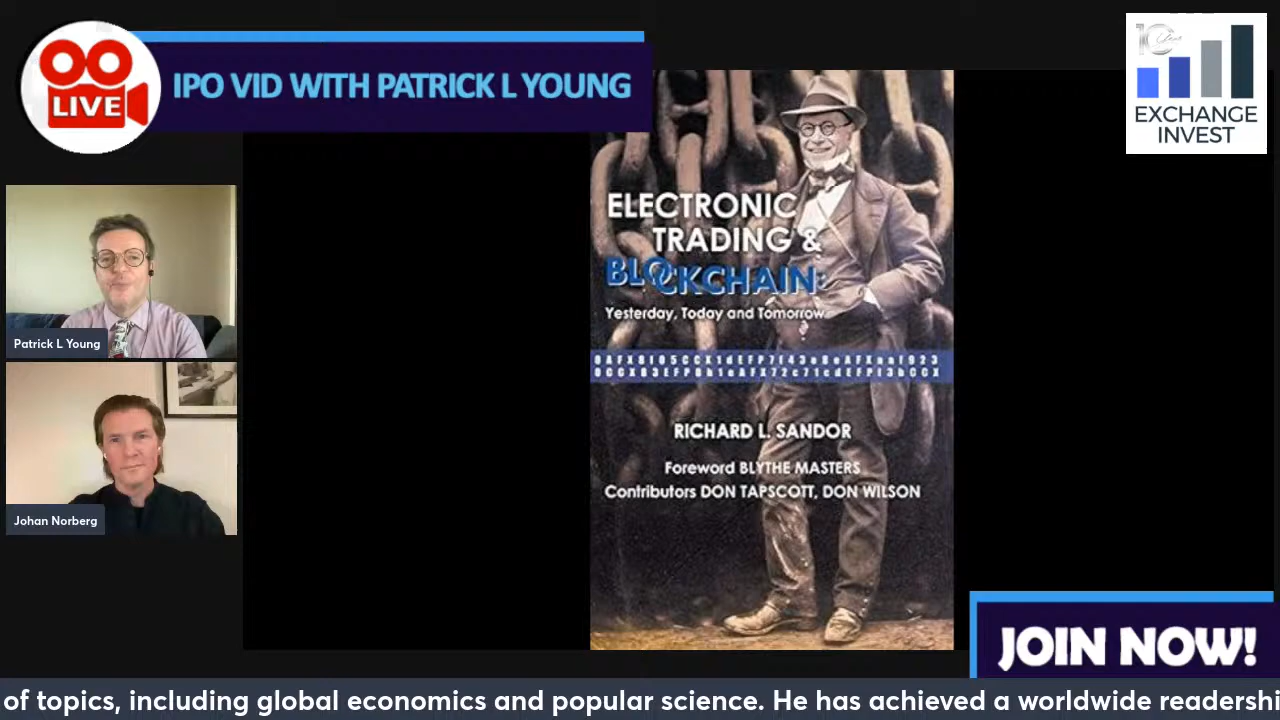 LIVE
IPO VID WITH PATRICK L YOUNG
EXCHANGE
INVEST
Patrick L Young
Johan Norberg
ELECTRONIC
TRADING &
BLOCKCHAIN:
Yesterday, Today and Tomorrow
RICHARD L. SANDOR
Foreword BLYTHE MASTERS
Contributors DON TAPSCOTT, DON WILSON
JOIN NOW!
of topics, including global economics and popular science. He has achieved a worldwide readershi